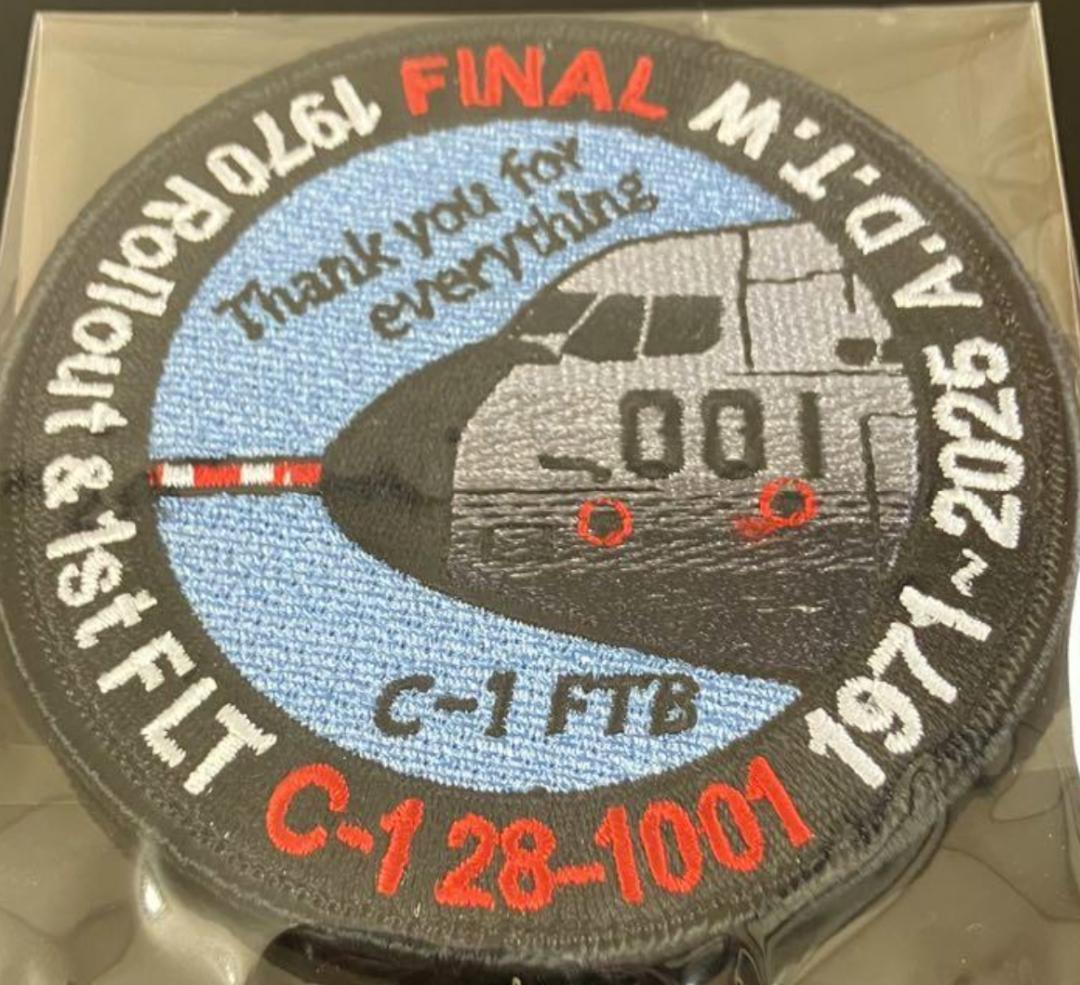 FINAL
A.D.T.W.
1971~2025
C-1 28-1001
1970 Rollout & 1st FLT
Thank you for
everything
001
C-1 FTB